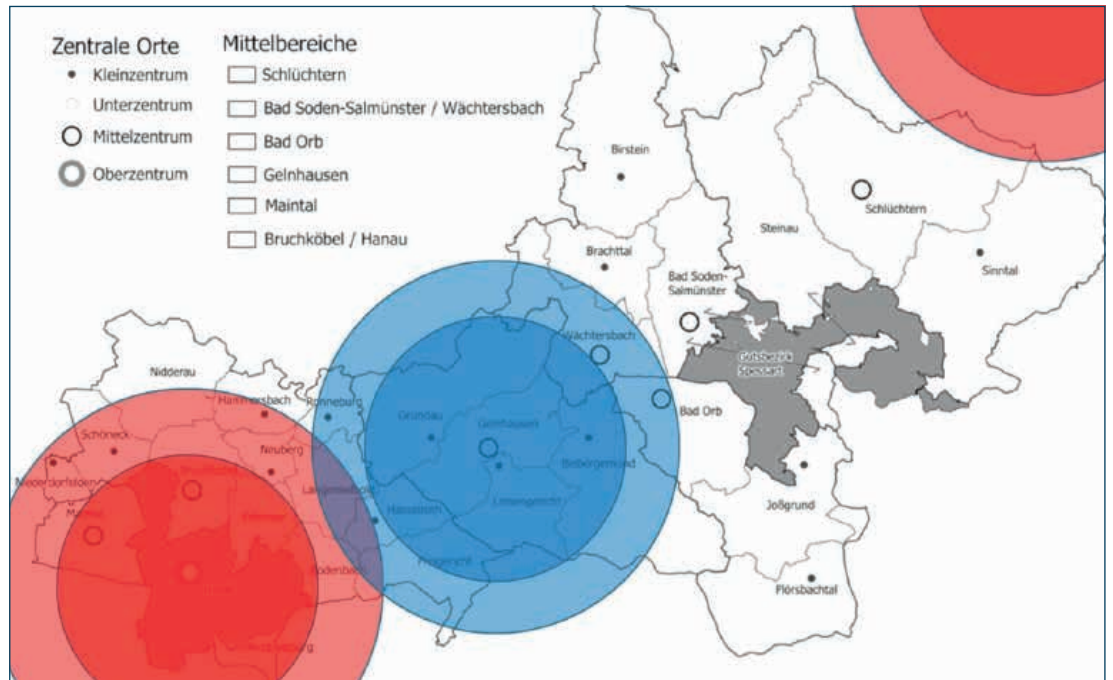 Zentrale Orte
Kleinzentrum
Unterzentrum
Mittelzentrum
Oberzentrum
Mittelbereiche
Schlüchtern
Bad Soden-Salmünster / Wächtersbach
Bad Orb
Gelnhausen
Maintal
Bruchköbel / Hanau
Birstein
Schlüchtern
Steinau
Brachttal
Sinntal
Bad Soden-
Salmünster
Wächtersbach
Gutsbezirk
Spessart
Nidderau
Hammersbach
Ronneburg
Bad Orb
Gründau
Gelnhausen
Schöneck
Neuberg
Biebergemünd
Niederdorfelden
Langenselbold
Linsengericht
Hasselroth
Joßgrund
Freigericht
Rodenbach
Flörsbachtal